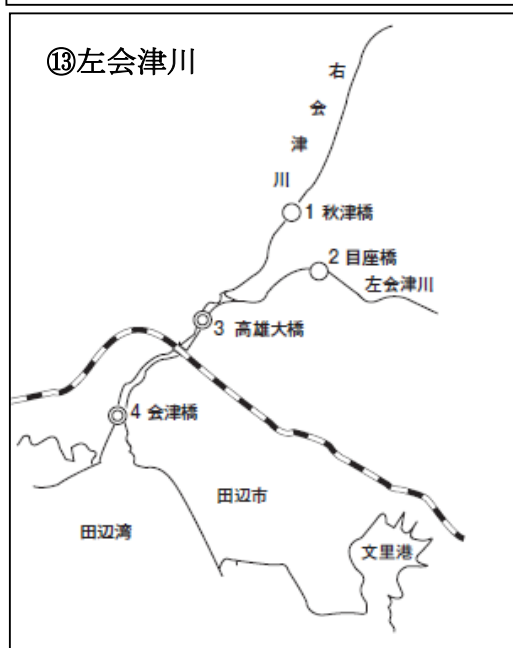 ⑬左会津川
右会津川
1 秋津橋
2 目座橋
左会津川
3 高雄大橋
4 会津橋
田辺市
田辺湾
文里港